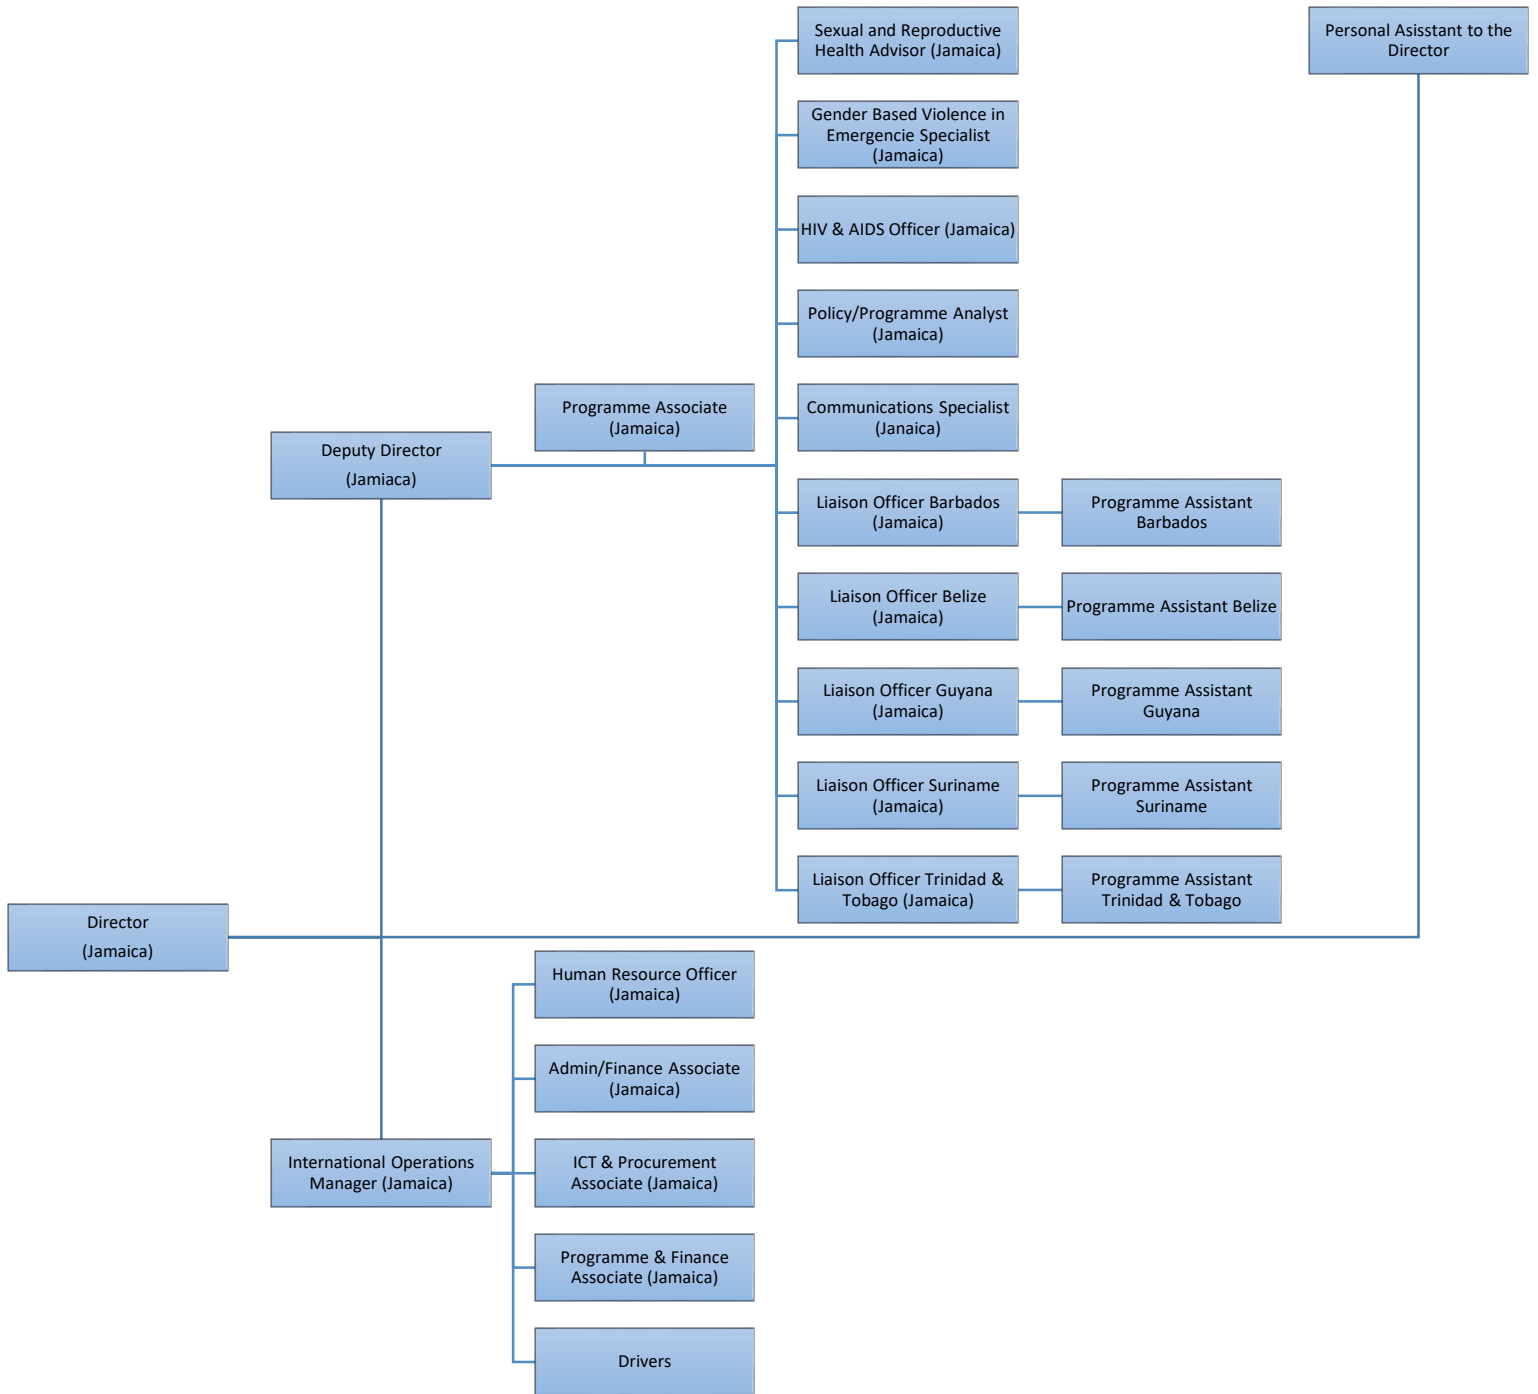 Sexual and Reproductive
Health Advisor (Jamaica)
Personal Asisstant to the
Director
Gender Based Violence in
Emergencie Specialist
(Jamaica)
HIV & AIDS Officer (Jamaica)
Policy/Programme Analyst
(Jamaica)
Programme Associate
(Jamaica)
Communications Specialist
(Janaica)
Deputy Director
(Jamiaca)
Liaison Officer Barbados
(Jamaica)
Programme Assistant
Barbados
Liaison Officer Belize
(Jamaica)
Programme Assistant Belize
Liaison Officer Guyana
(Jamaica)
Programme Assistant
Guyana
Liaison Officer Suriname
(Jamaica)
Programme Assistant
Suriname
Liaison Officer Trinidad &
Tobago (Jamaica)
Programme Assistant
Trinidad & Tobago
Director
(Jamaica)
Human Resource Officer
(Jamaica)
Admin/Finance Associate
(Jamaica)
International Operations
Manager (Jamaica)
ICT & Procurement
Associate (Jamaica)
Programme & Finance
Associate (Jamaica)
Drivers